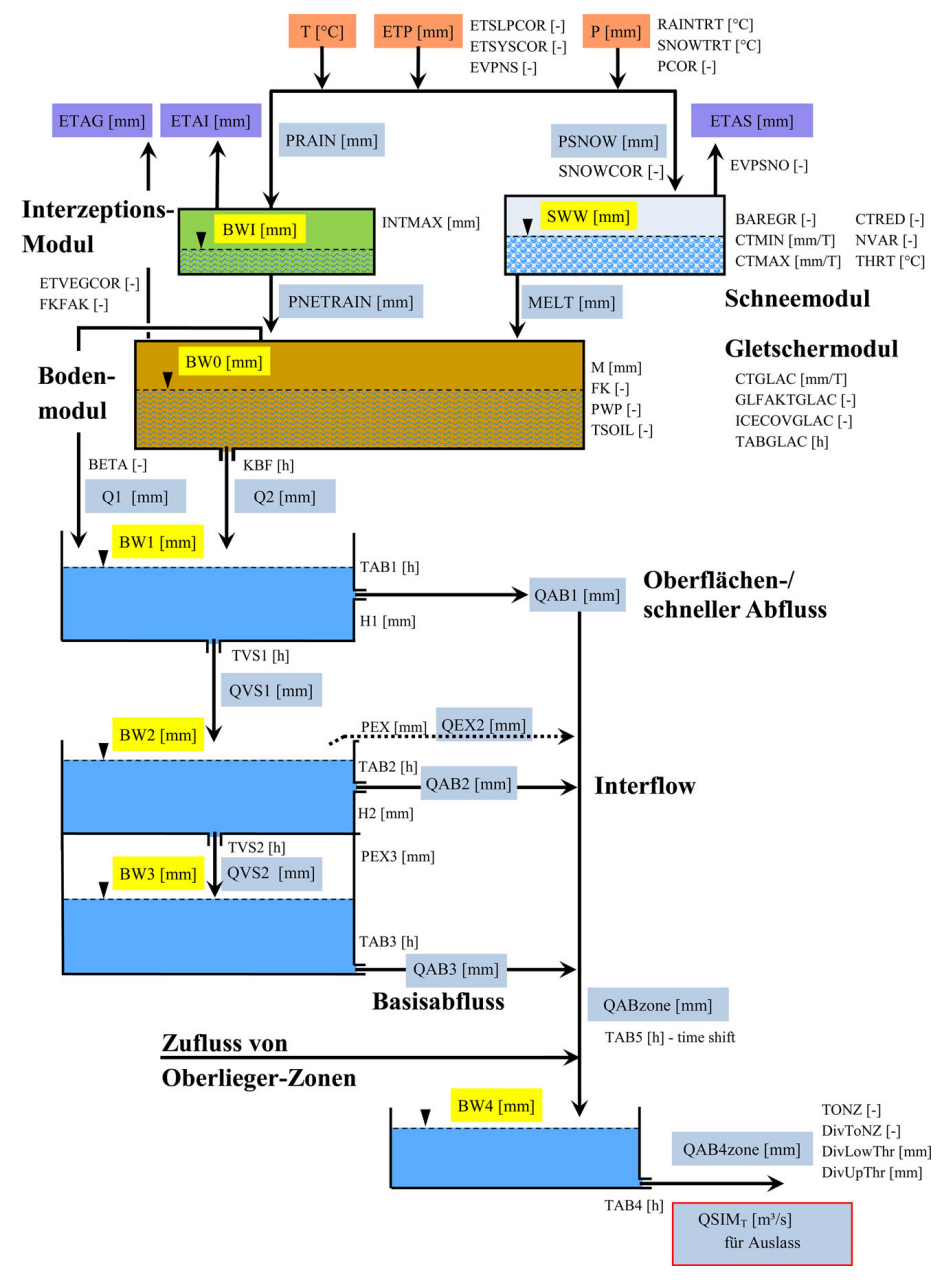 T [°C]
ETP [mm]
ETSLPCOR [-]
ETSYSCOR [-]
EVPNS [-]
P [mm]
RAINTRT [°C]
SNOWTRT [°C]
PCOR [-]
ETAG [mm]
ETAI [mm]
PRAIN [mm]
PSNOW [mm]
SNOWCOR [-]
ETAS [mm]
EVPSNO [-]
Interzeptions-
Modul
BWI [mm]
INTMAX [mm]
SWW [mm]
BAREGR [-]
CTMIN [mm/T]
CTMAX [mm/T]
CTRED [-]
NVAR [-]
THRT [°C]
Schneemodul
ETVEGCOR [-]
FKFAK [-]
PNETRAIN [mm]
MELT [mm]
Boden-
modul
BW0 [mm]
M [mm]
FK [-]
PWP [-]
TSOIL [-]
Gletschermodul
CTGLAC [mm/T]
GLFAKTGLAC [-]
ICECOVGLAC [-]
TABGLAC [h]
BETA [-]
Q1 [mm]
KBF [h]
Q2 [mm]
BW1 [mm]
TAB1 [h]
H1 [mm]
QAB1 [mm]
Oberflächen-/
schneller Abfluss
TVS1 [h]
QVS1 [mm]
BW2 [mm]
PEX [mm]
QEX2 [mm]
TAB2 [h]
QAB2 [mm]
H2 [mm]
Interflow
TVS2 [h]
QVS2 [mm]
PEX3 [mm]
BW3 [mm]
TAB3 [h]
QAB3 [mm]
Basisabfluss
QABzone [mm]
TAB5 [h] - time shift
Zufluss von
Oberlieger-Zonen
BW4 [mm]
TONZ [-]
DivToNZ [-]
DivLowThr [mm]
DivUpThr [mm]
QAB4zone [mm]
TAB4 [h]
QSIM_T [m³/s]
für Auslass